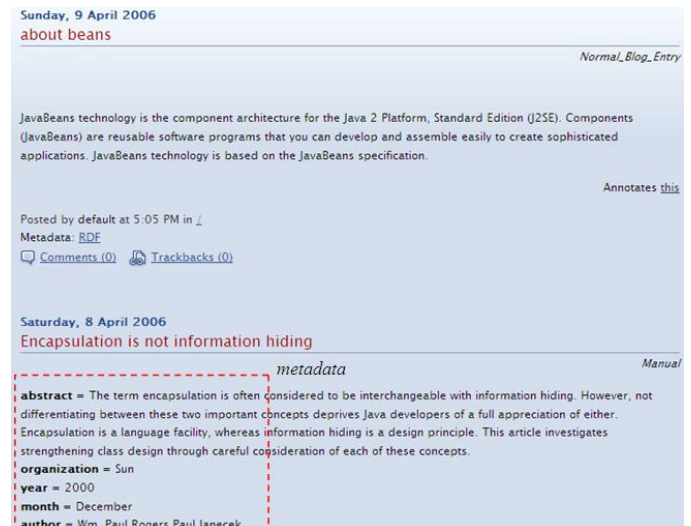 Sunday, 9 April 2006
about beans
Normal_Blog_Entry
JavaBeans technology is the component architecture for the Java 2 Platform, Standard Edition (J2SE). Components
(JavaBeans) are reusable software programs that you can develop and assemble easily to create sophisticated
applications. JavaBeans technology is based on the JavaBeans specification.
Annotates this
Posted by default at 5:05 PM in /
Metadata: RDF
Comments (0) Trackbacks (0)
Saturday, 8 April 2006
Encapsulation is not information hiding
metadata
Manual
abstract = The term encapsulation is often considered to be interchangeable with information hiding. However, not
differentiating between these two important concepts deprives Java developers of a full appreciation of either.
Encapsulation is a language facility, whereas information hiding is a design principle. This article investigates
strengthening class design through careful consideration of each of these concepts.
organization = Sun
year = 2000
month = December
author = Wm. Paul Rogers Paul Janecek